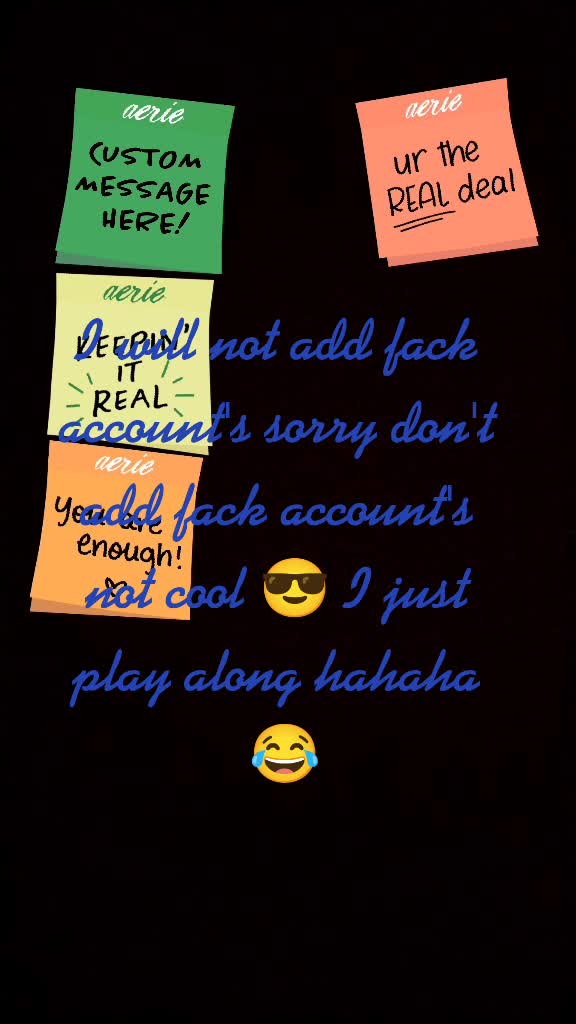 aerie
CUSTOM
MESSAGE
HERE!
aerie
ur the
REAL deal
aerie
KEEPIN'
IT
REAL
aerie
You are
enough!
I will not add fack
account's sorry don't
add fack account's
not cool 😎 I just
play along hahaha
😂